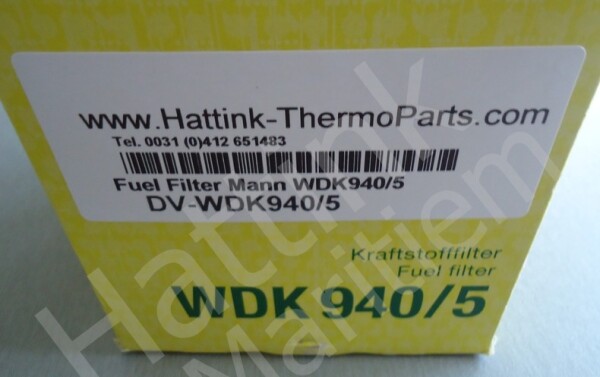 www.Hattink-ThermoParts.com
Tel. 0031 (0)412 651483
Fuel Filter Mann WDK940/5
DV-WDK940/5
Kraftstofffilter
Fuel filter
WDK 940/5
Hattink
Hattink
Maritiem